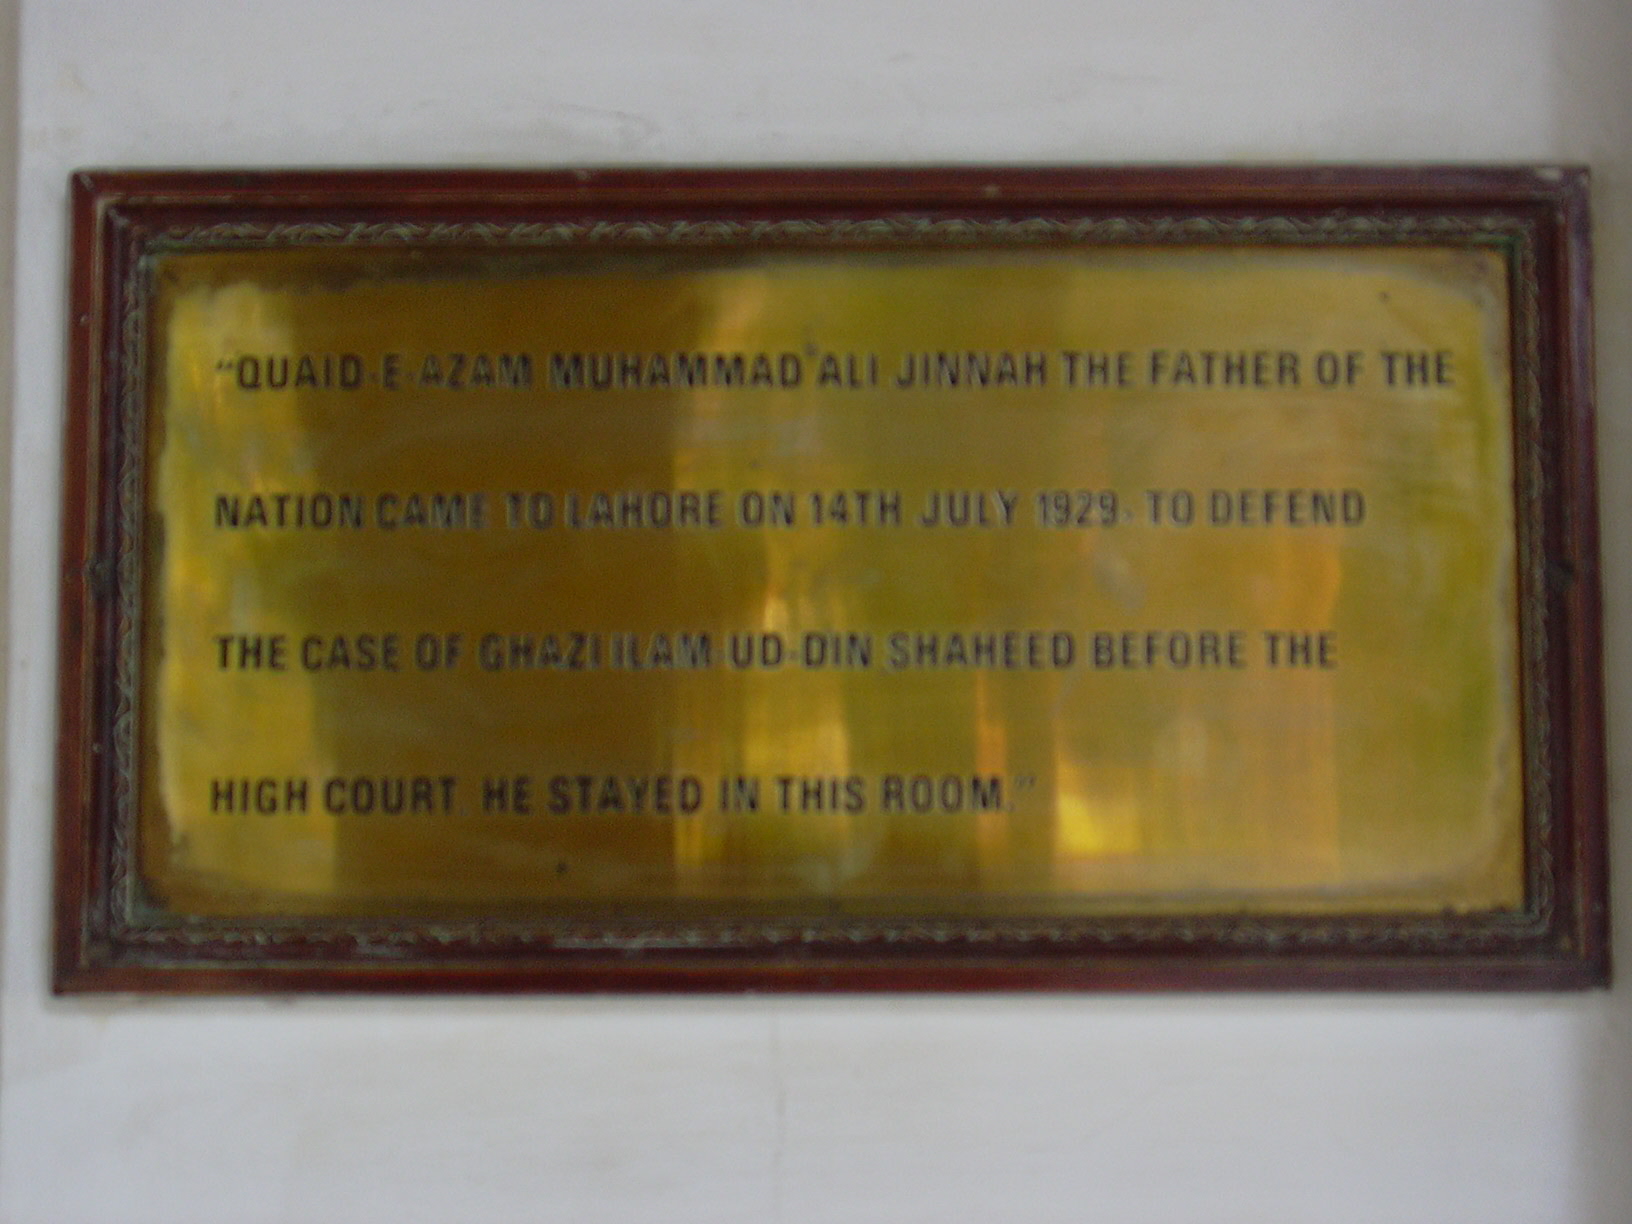 "QUAID-E-AZAM MUHAMMAD ALI JINNAH THE FATHER OF THE
NATION CAME TO LAHORE ON 14TH JULY 1929. TO DEFEND
THE CASE OF GHAZI ILAM-UD-DIN SHAHEED BEFORE THE
HIGH COURT. HE STAYED IN THIS ROOM."